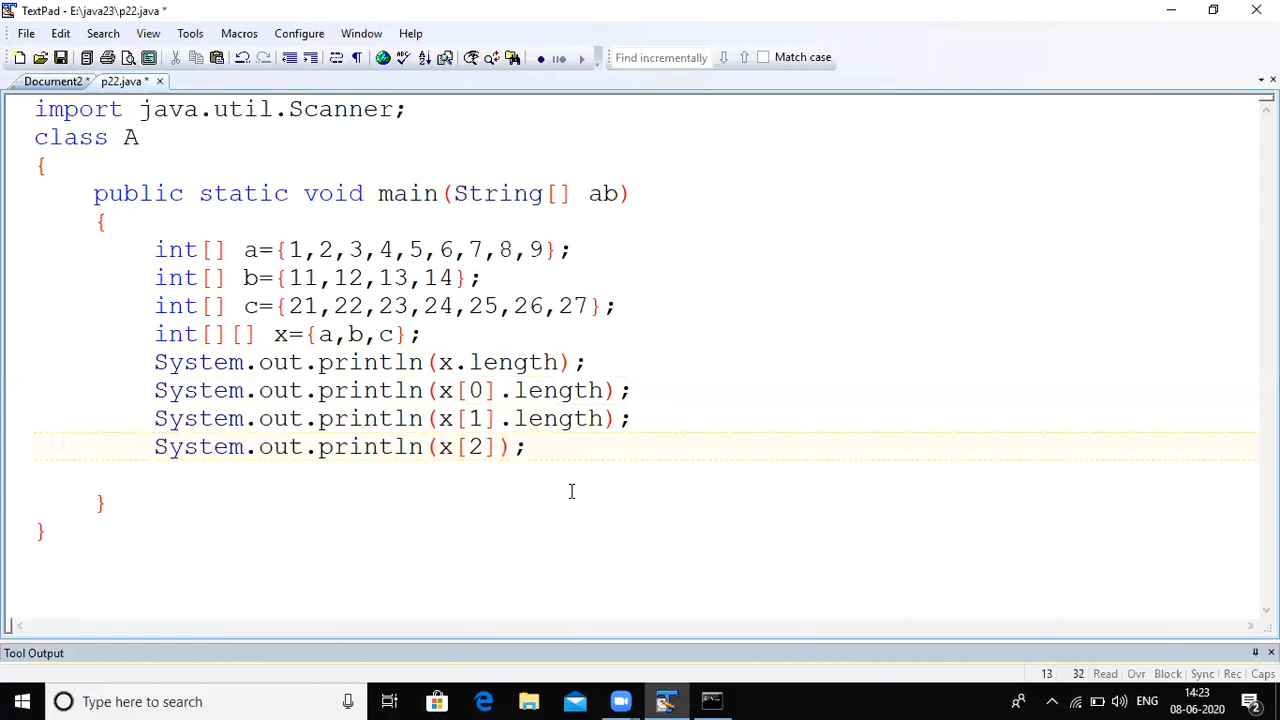 TextPad - E:\java23\p22.java *
File Edit Search View Tools Macros Configure Window Help
Find incrementally Match case
Document2 * p22.java *
import java.util.Scanner;
class A
{
public static void main(String[] ab)
{
int[] a={1,2,3,4,5,6,7,8,9};
int[] b={11,12,13,14};
int[] c={21,22,23,24,25,26,27};
int[][] x={a,b,c};
System.out.println(x.length);
System.out.println(x[0].length);
System.out.println(x[1].length);
System.out.println(x[2]);
}
}
Tool Output
13 32 Read Ovr Block Sync Rec Caps
Type here to search ENG 14:23
08-06-2020 2